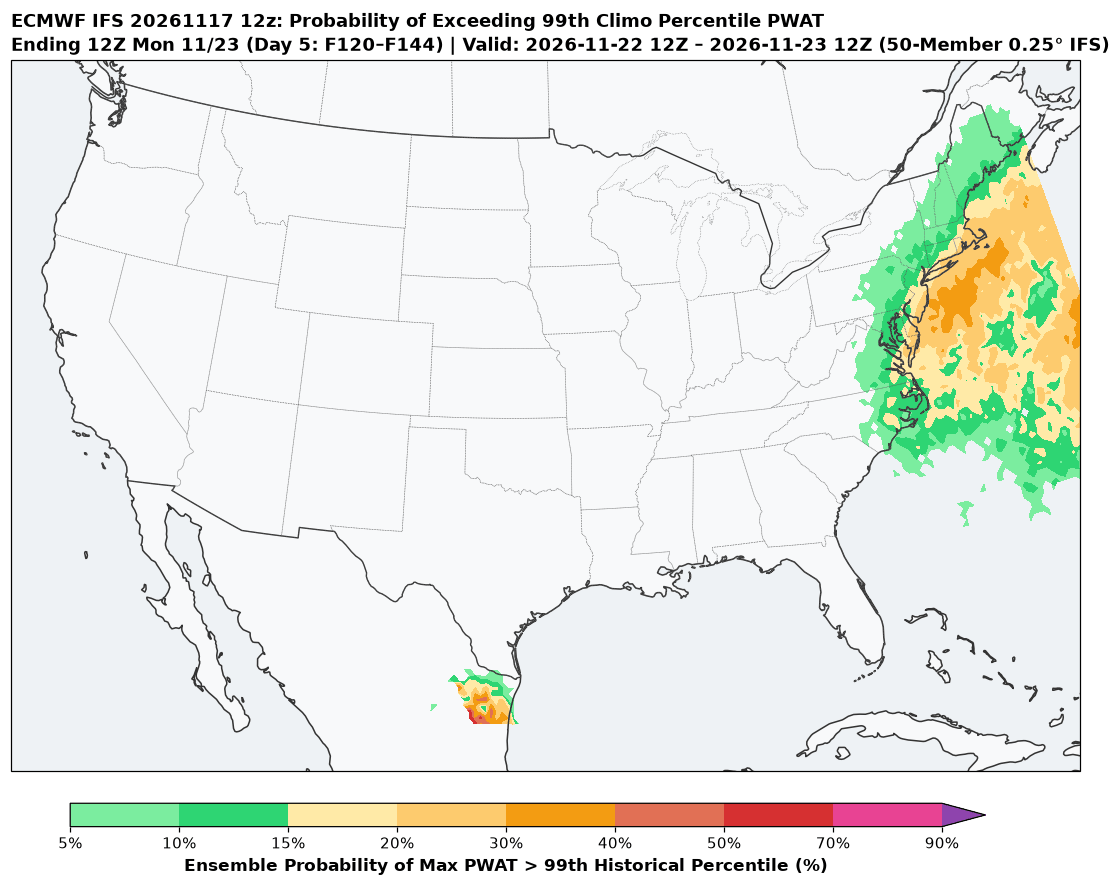 ECMWF IFS 20261117 12z: Probability of Exceeding 99th Climo Percentile PWAT
Ending 12Z Mon 11/23 (Day 5: F120–F144) | Valid: 2026-11-22 12Z – 2026-11-23 12Z (50-Member 0.25° IFS)
5% 10% 15% 20% 30% 40% 50% 70% 90%
Ensemble Probability of Max PWAT > 99th Historical Percentile (%)